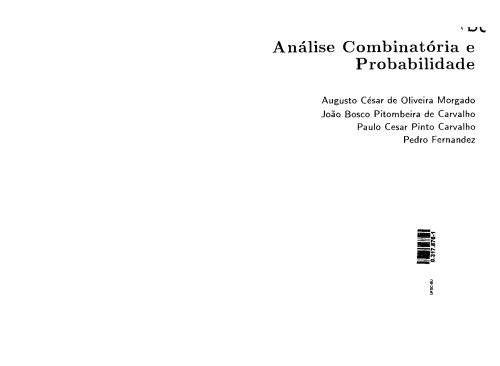 Análise Combinatória e
Probabilidade
Augusto César de Oliveira Morgado
João Bosco Pitombeira de Carvalho
Paulo Cesar Pinto Carvalho
Pedro Fernandez